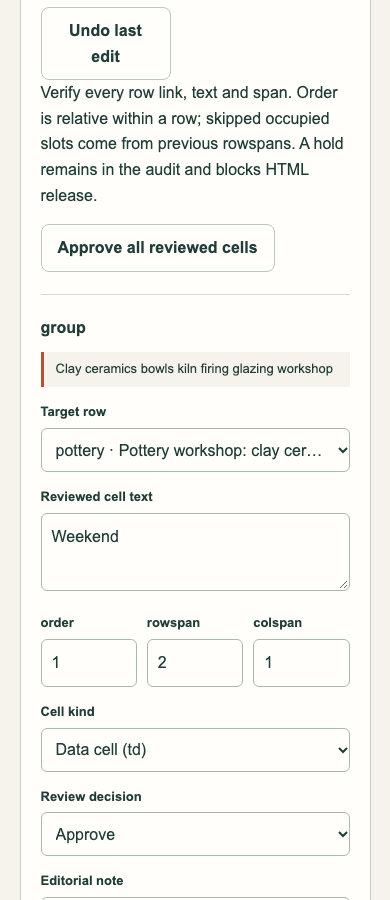 Undo last
edit
Verify every row link, text and span. Order
is relative within a row; skipped occupied
slots come from previous rowspans. A hold
remains in the audit and blocks HTML
release.
Approve all reviewed cells
group
Clay ceramics bowls kiln firing glazing workshop
Target row
pottery · Pottery workshop: clay cer…
Reviewed cell text
Weekend
order rowspan colspan
1 2 1
Cell kind
Data cell (td)
Review decision
Approve
Editorial note